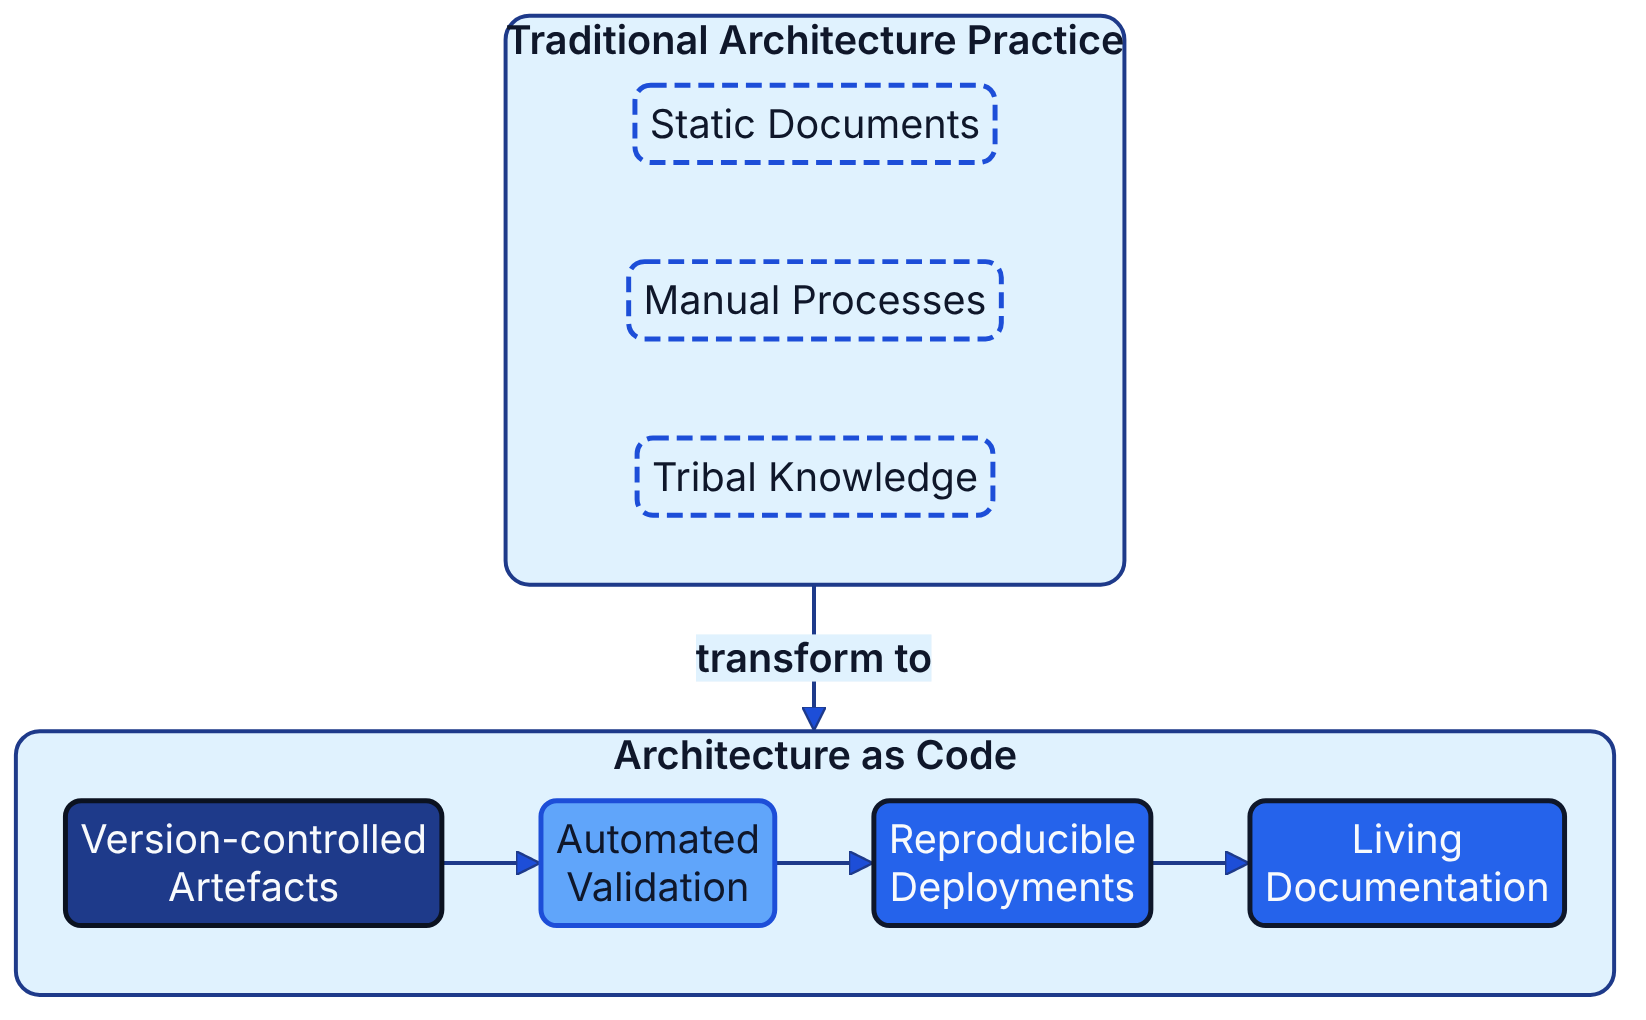 Traditional Architecture Practice
Static Documents
Manual Processes
Tribal Knowledge
transform to
Architecture as Code
Version-controlled
Artefacts
Automated
Validation
Reproducible
Deployments
Living
Documentation